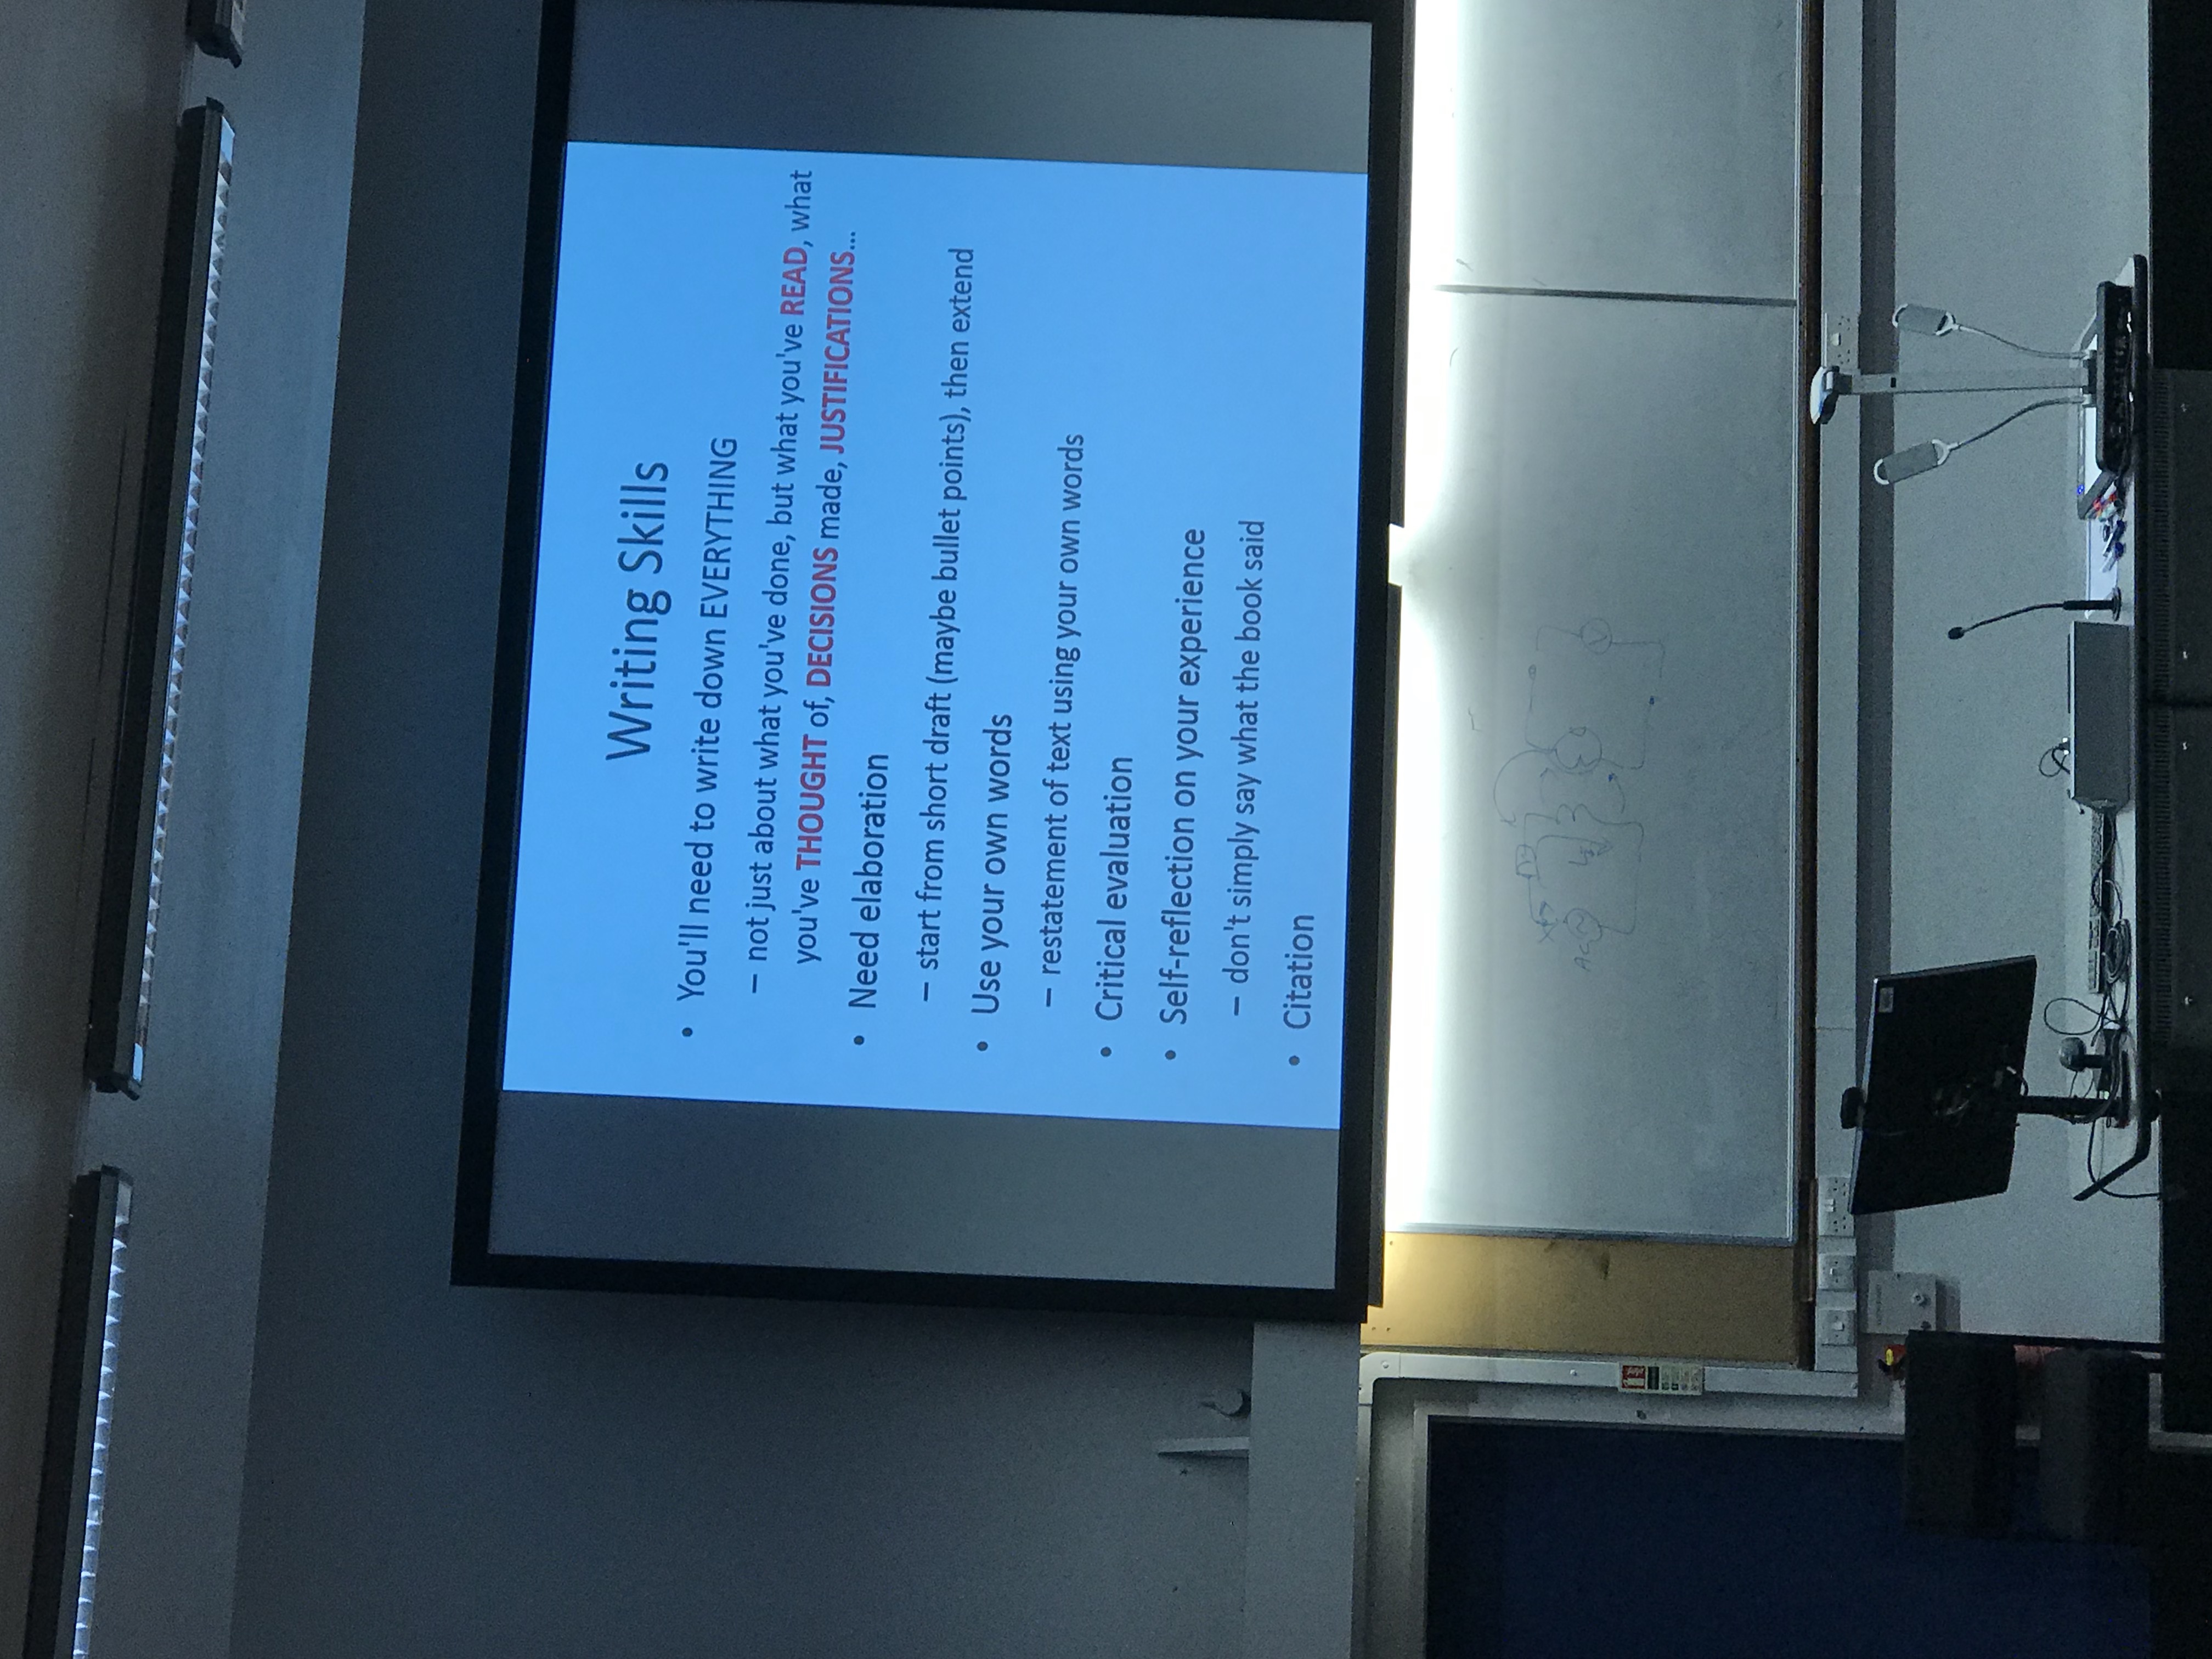 Writing Skills
• You'll need to write down EVERYTHING
– not just about what you've done, but what you've READ, what
you've THOUGHT of, DECISIONS made, JUSTIFICATIONS...
• Need elaboration
– start from short draft (maybe bullet points), then extend
• Use your own words
– restatement of text using your own words
• Critical evaluation
• Self-reflection on your experience
– don't simply say what the book said
• Citation
AC
V